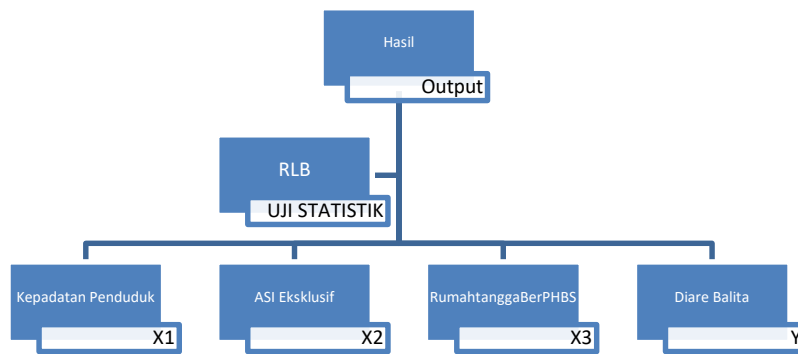 Hasil
Output
RLB
UJI STATISTIK
Kepadatan Penduduk
X1
ASI Eksklusif
X2
RumahtanggaBerPHBS
X3
Diare Balita
Y